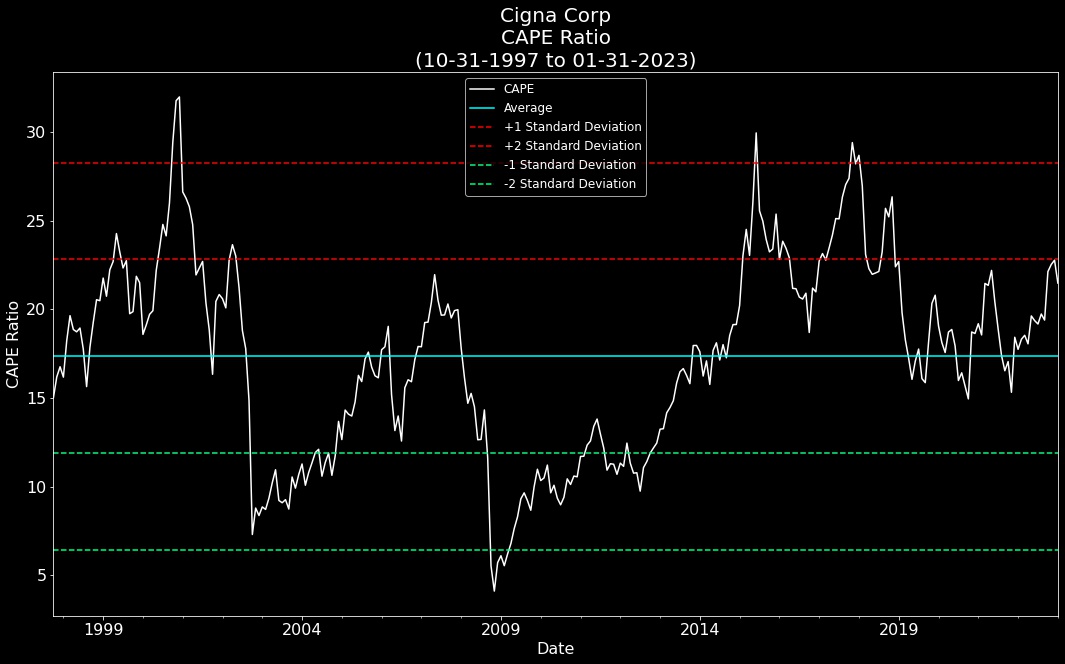 Cigna Corp
CAPE Ratio
(10-31-1997 to 01-31-2023)
CAPE
Average
+1 Standard Deviation
+2 Standard Deviation
-1 Standard Deviation
-2 Standard Deviation
30
25
20
15
10
5
CAPE Ratio
1999
2004
2009
2014
2019
Date